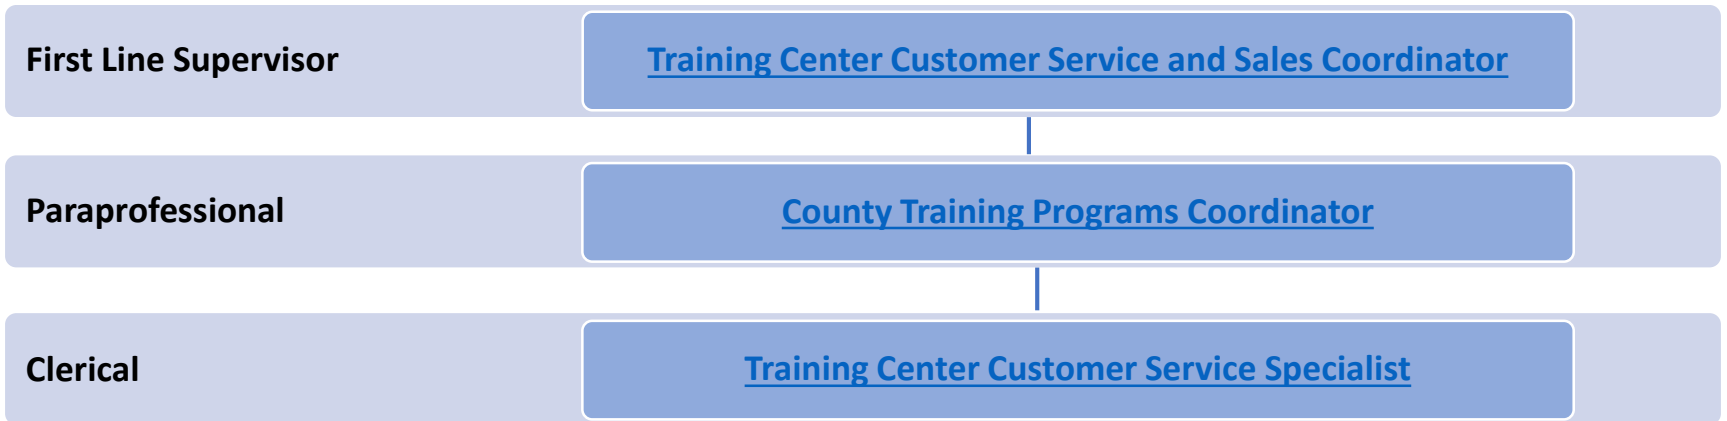 First Line Supervisor
Training Center Customer Service and Sales Coordinator
Paraprofessional
County Training Programs Coordinator
Clerical
Training Center Customer Service Specialist